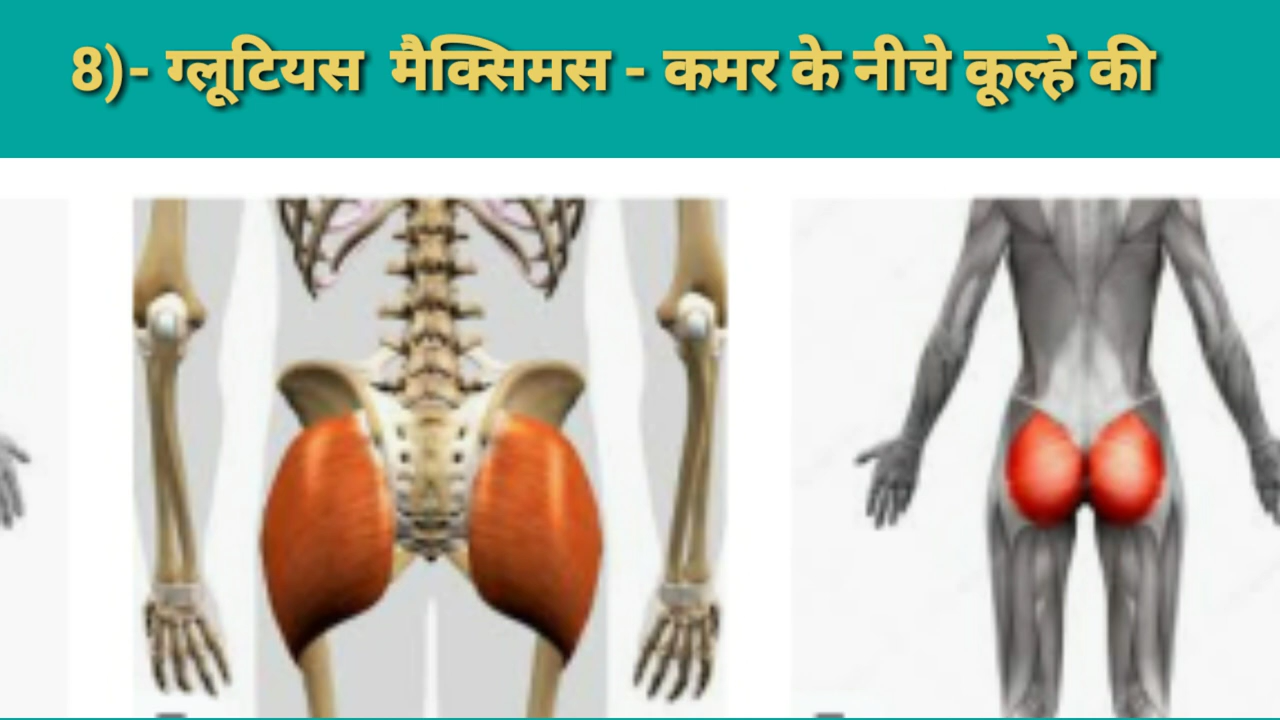 8)- ग्लूटियस मैक्सिमस - कमर के नीचे कूल्हे की